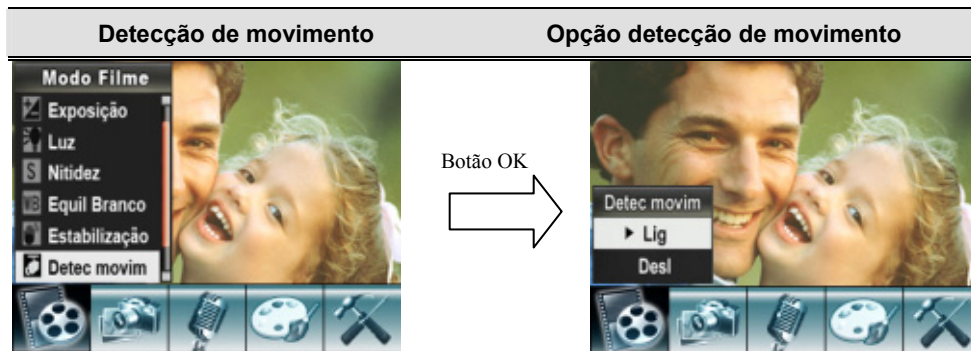 Detecção de movimento
Opção detecção de movimento
Modo Filme
Exposição
Luz
S Nitidez
WB Equil Branco
Estabilização
Detec movim
Botão OK
Detec movim
Lig
Desl